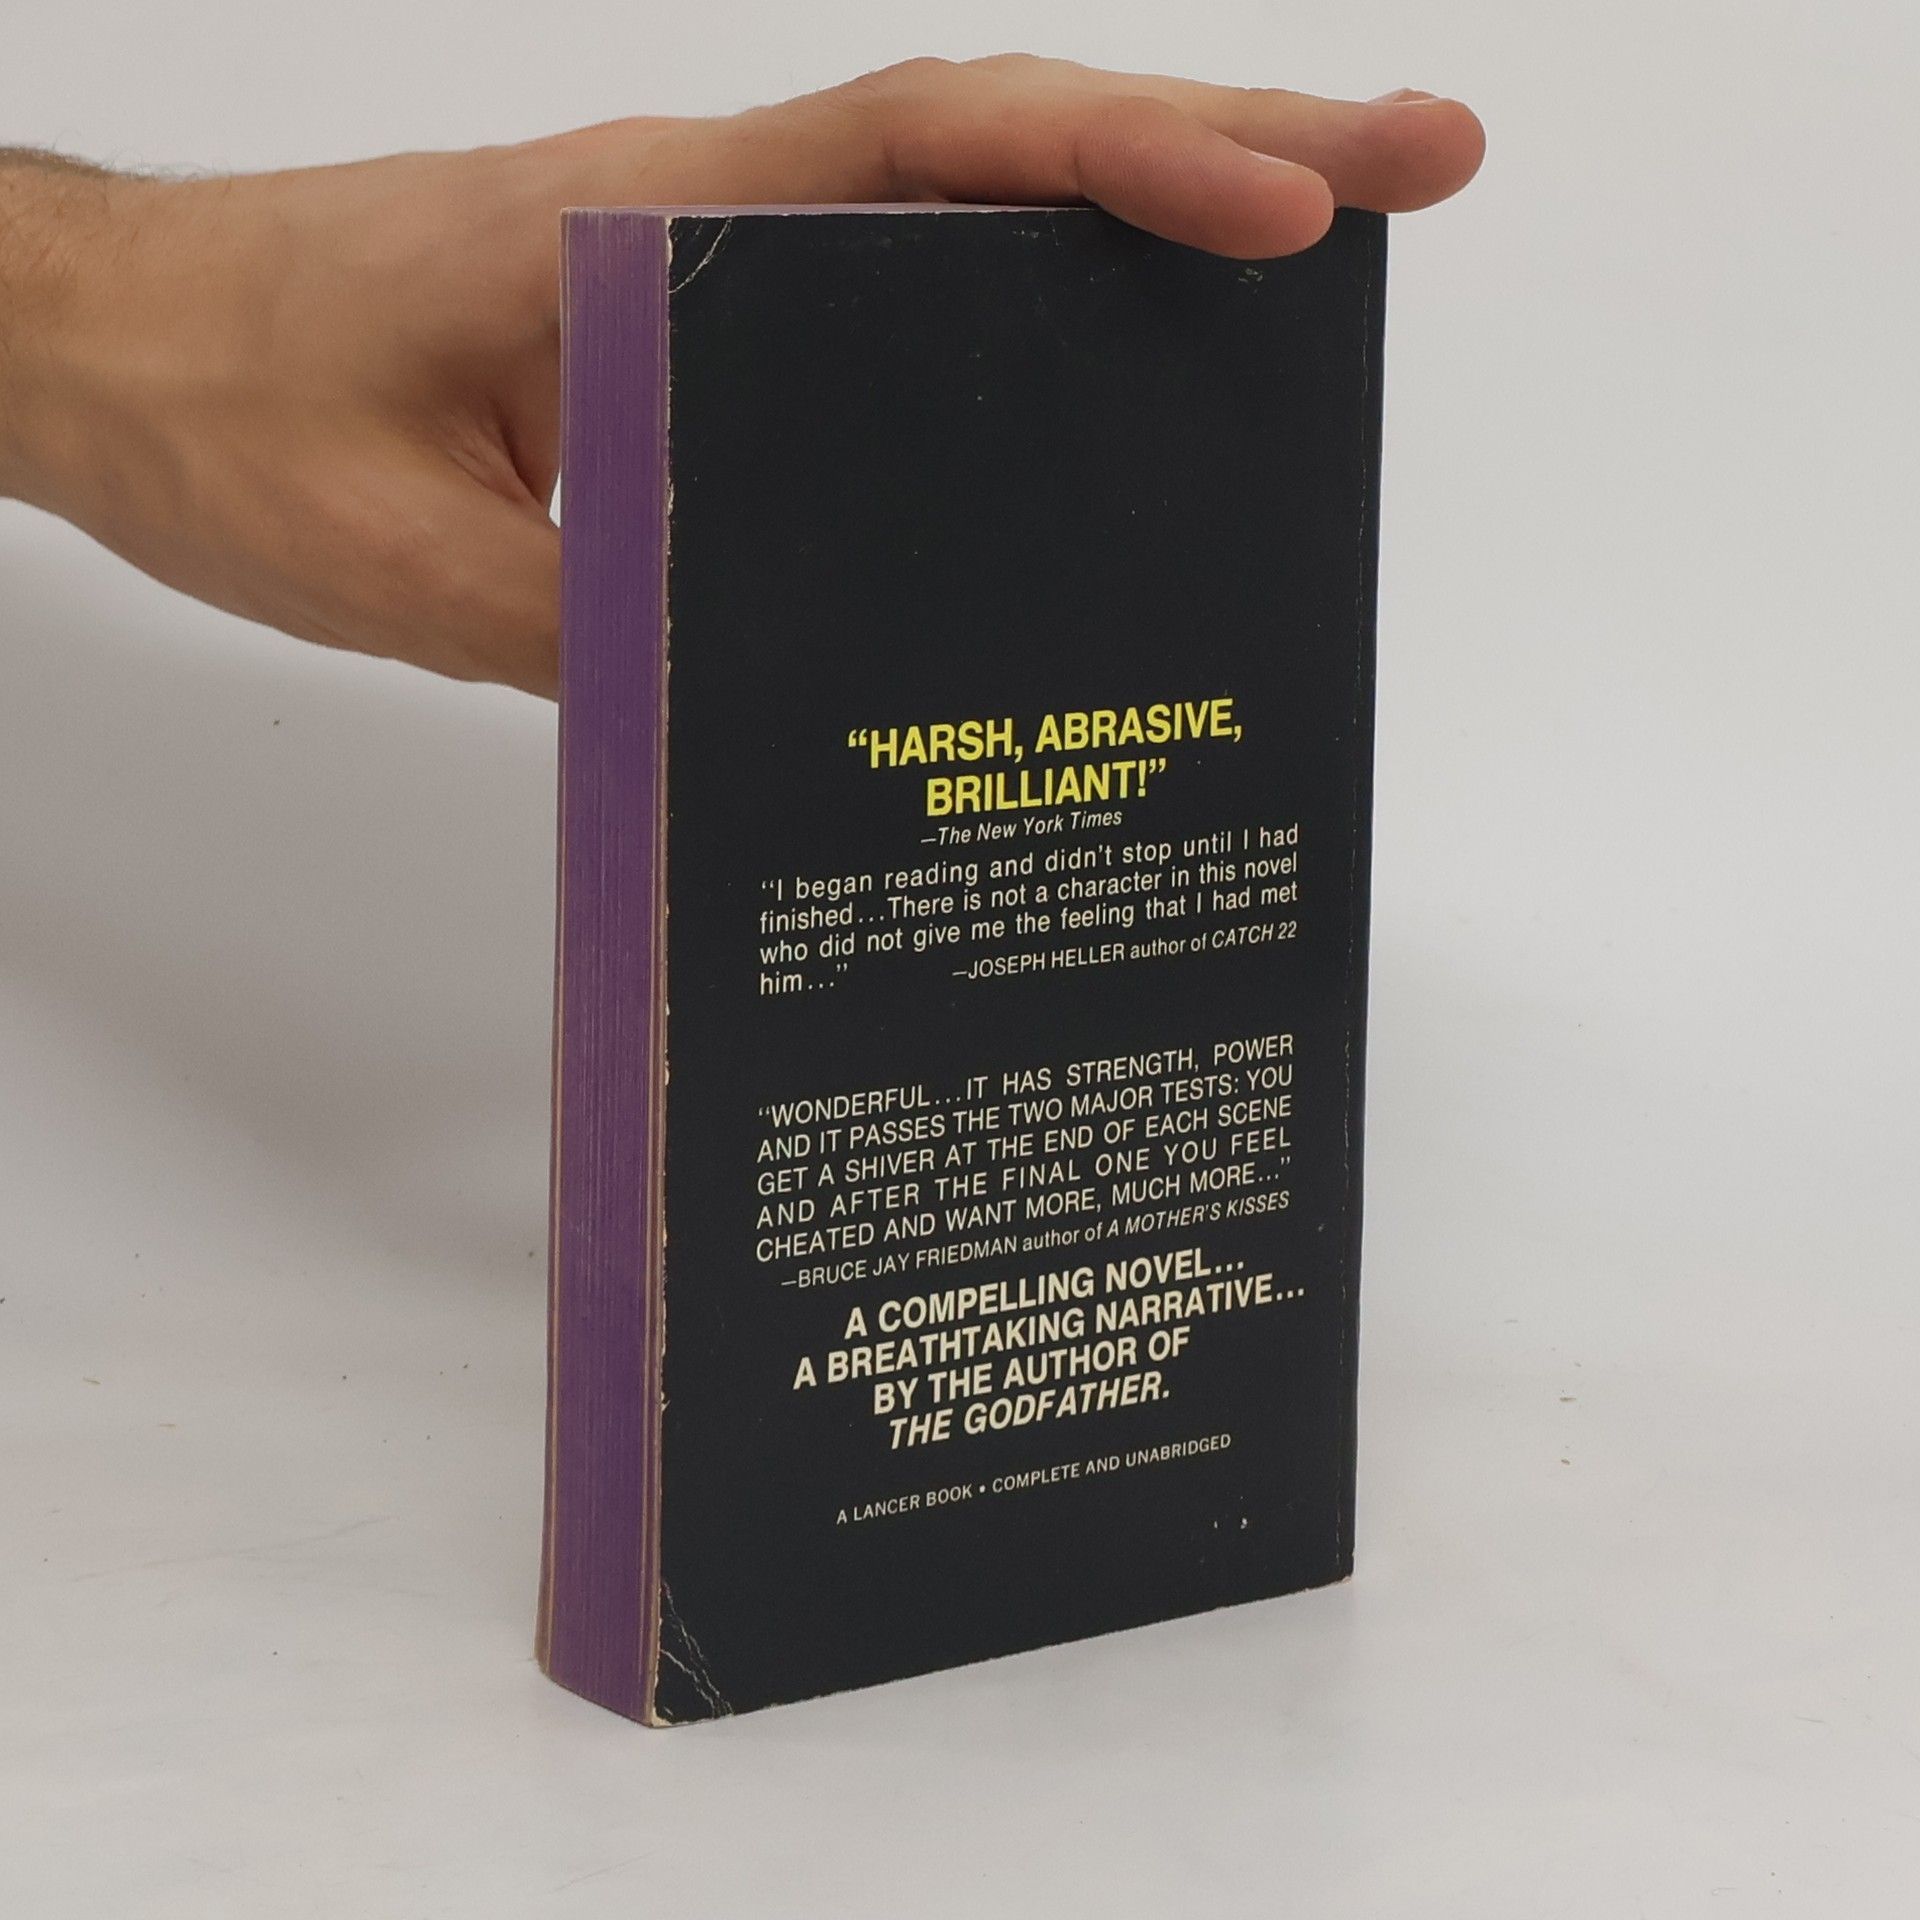 “HARSH, ABRASIVE,
BRILLIANT!”
—The New York Times
“I began reading and didn’t stop until I had
finished...There is not a character in this novel
who did not give me the feeling that I had met
him...” —JOSEPH HELLER author of CATCH 22
“WONDERFUL...IT HAS STRENGTH, POWER
AND IT PASSES THE TWO MAJOR TESTS: YOU
GET A SHIVER AT THE END OF EACH SCENE
AND AFTER THE FINAL ONE YOU FEEL
CHEATED AND WANT MORE, MUCH MORE...”
—BRUCE JAY FRIEDMAN author of A MOTHER’S KISSES
A COMPELLING NOVEL...
A BREATHTAKING NARRATIVE...
BY THE AUTHOR OF
THE GODFATHER.
A LANCER BOOK • COMPLETE AND UNABRIDGED